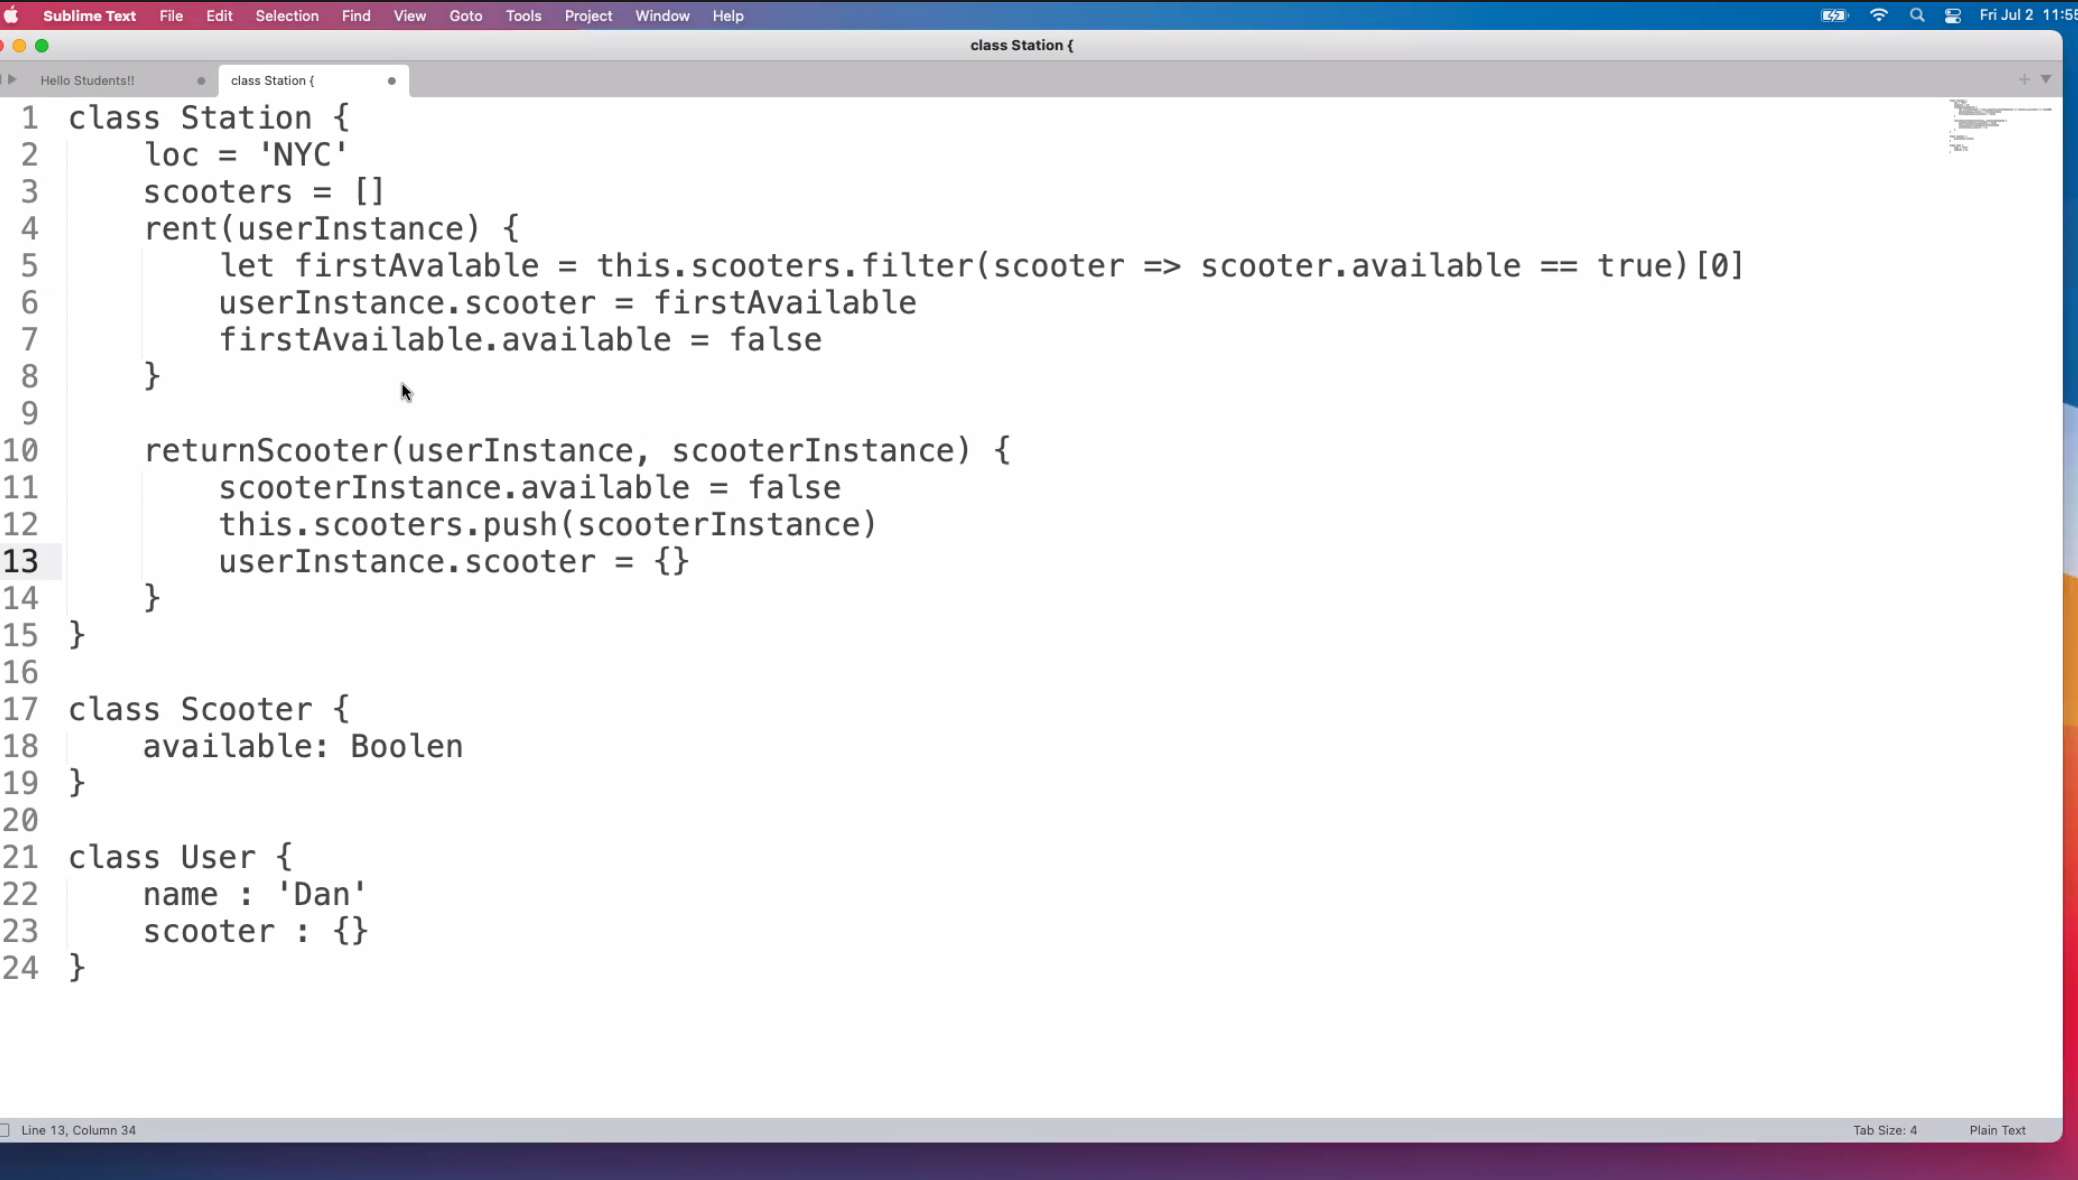 Sublime Text File Edit Selection Find View Goto Tools Project Window Help Fri Jul 2 11:55
class Station {
Hello Students!! class Station {
1 class Station {
2 loc = 'NYC'
3 scooters = []
4 rent(userInstance) {
5 let firstAvalable = this.scooters.filter(scooter => scooter.available == true)[0]
6 userInstance.scooter = firstAvailable
7 firstAvailable.available = false
8 }
9
10 returnScooter(userInstance, scooterInstance) {
11 scooterInstance.available = false
12 this.scooters.push(scooterInstance)
13 userInstance.scooter = {}
14 }
15 }
16
17 class Scooter {
18 available: Boolen
19 }
20
21 class User {
22 name : 'Dan'
23 scooter : {}
24 }
Line 13, Column 34 Tab Size: 4 Plain Text